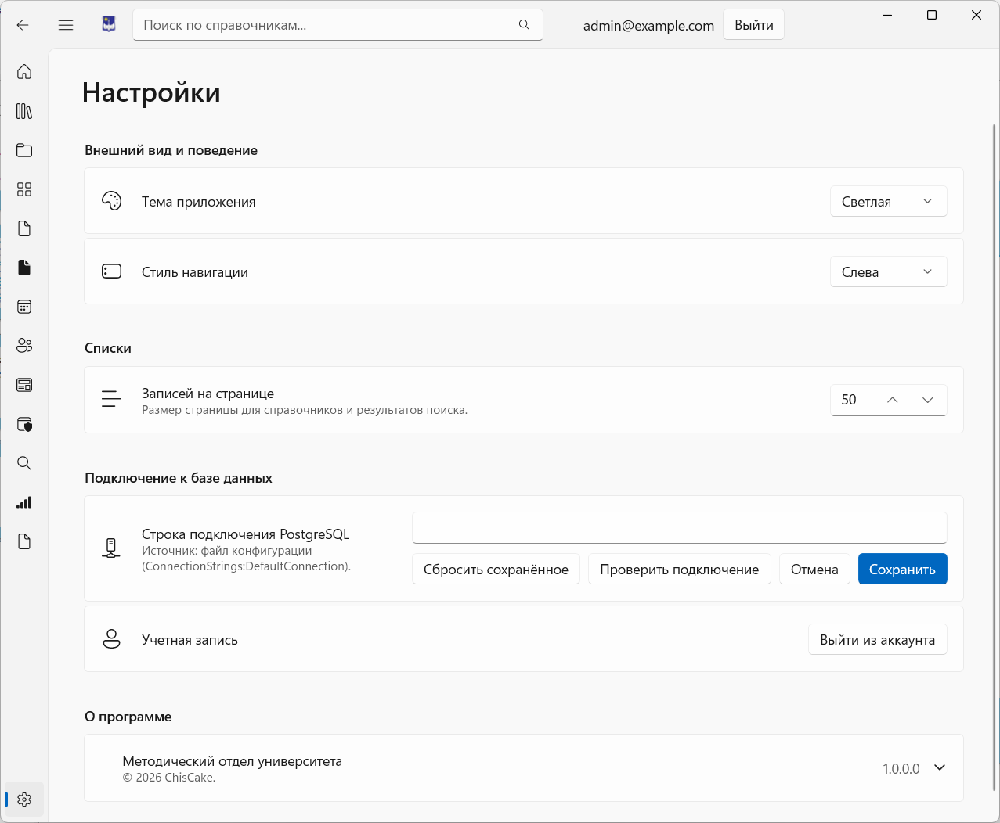 Поиск по справочникам...
admin@example.com
Выйти
Настройки
Внешний вид и поведение
Тема приложения
Светлая
Стиль навигации
Слева
Списки
Записей на странице
Размер страницы для справочников и результатов поиска.
50
Подключение к базе данных
Строка подключения PostgreSQL
Источник: файл конфигурации
(ConnectionStrings:DefaultConnection).
Сбросить сохранённое
Проверить подключение
Отмена
Сохранить
Учетная запись
Выйти из аккаунта
О программе
Методический отдел университета
© 2026 ChisCake.
1.0.0.0